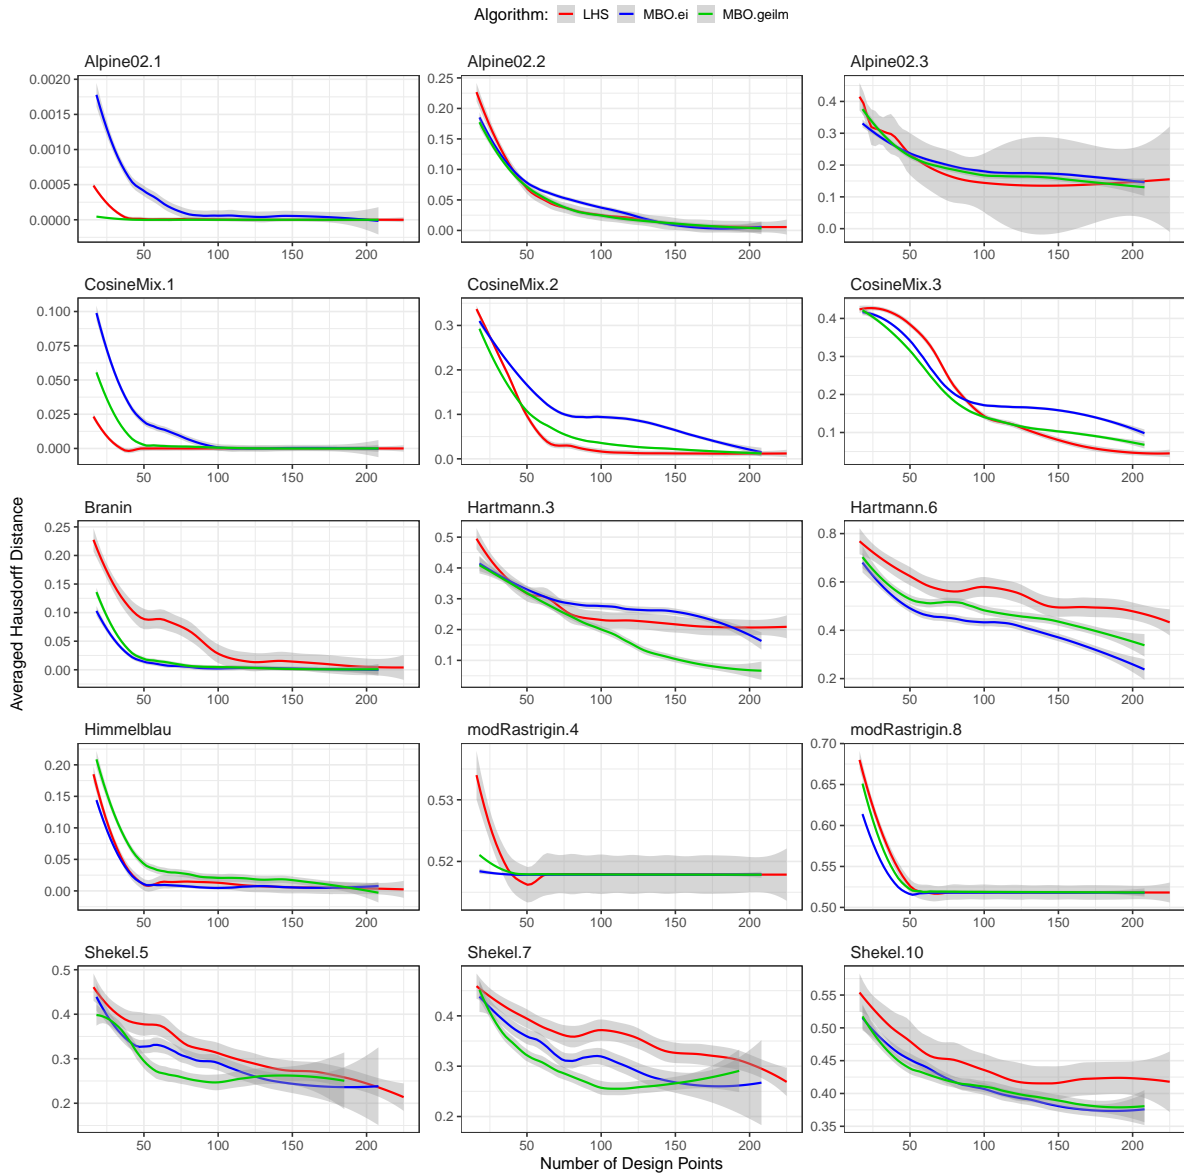 Algorithm: LHS MBO.ei MBO.geilm
Alpine02.1 Alpine02.2 Alpine02.3
0.0020 0.0015 0.0010 0.0005 0.0000
0.25 0.20 0.15 0.10 0.05 0.00
0.4 0.3 0.2 0.1 0.0
50 100 150 200 50 100 150 200 50 100 150 200
CosineMix.1 CosineMix.2 CosineMix.3
0.100 0.075 0.050 0.025 0.000
0.3 0.2 0.1 0.0
0.4 0.3 0.2 0.1
50 100 150 200 50 100 150 200 50 100 150 200
Averaged Hausdorff Distance
Branin Hartmann.3 Hartmann.6
0.25 0.20 0.15 0.10 0.05 0.00
0.5 0.4 0.3 0.2 0.1
0.8 0.6 0.4 0.2
50 100 150 200 50 100 150 200 50 100 150 200
Himmelblau modRastrigin.4 modRastrigin.8
0.20 0.15 0.10 0.05 0.00
0.53 0.52
0.70 0.65 0.60 0.55 0.50
50 100 150 200 50 100 150 200 50 100 150 200
Shekel.5 Shekel.7 Shekel.10
0.5 0.4 0.3 0.2
0.4 0.3 0.2
0.55 0.50 0.45 0.40 0.35
50 100 150 200 50 100 150 200 50 100 150 200
Number of Design Points